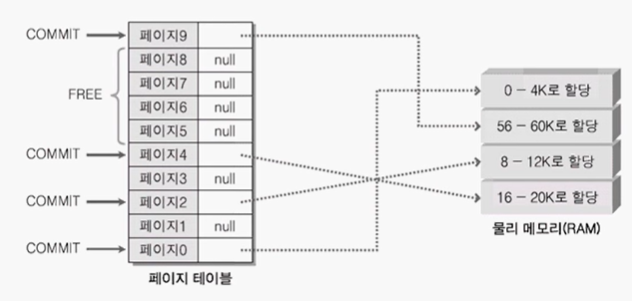 COMMIT 페이지9
페이지8 null
페이지7 null
FREE
페이지6 null
페이지5 null
COMMIT 페이지4
페이지3 null
COMMIT 페이지2
페이지1 null
COMMIT 페이지0
페이지 테이블
0 – 4K로 할당
56 – 60K로 할당
8 – 12K로 할당
16 – 20K로 할당
물리 메모리(RAM)